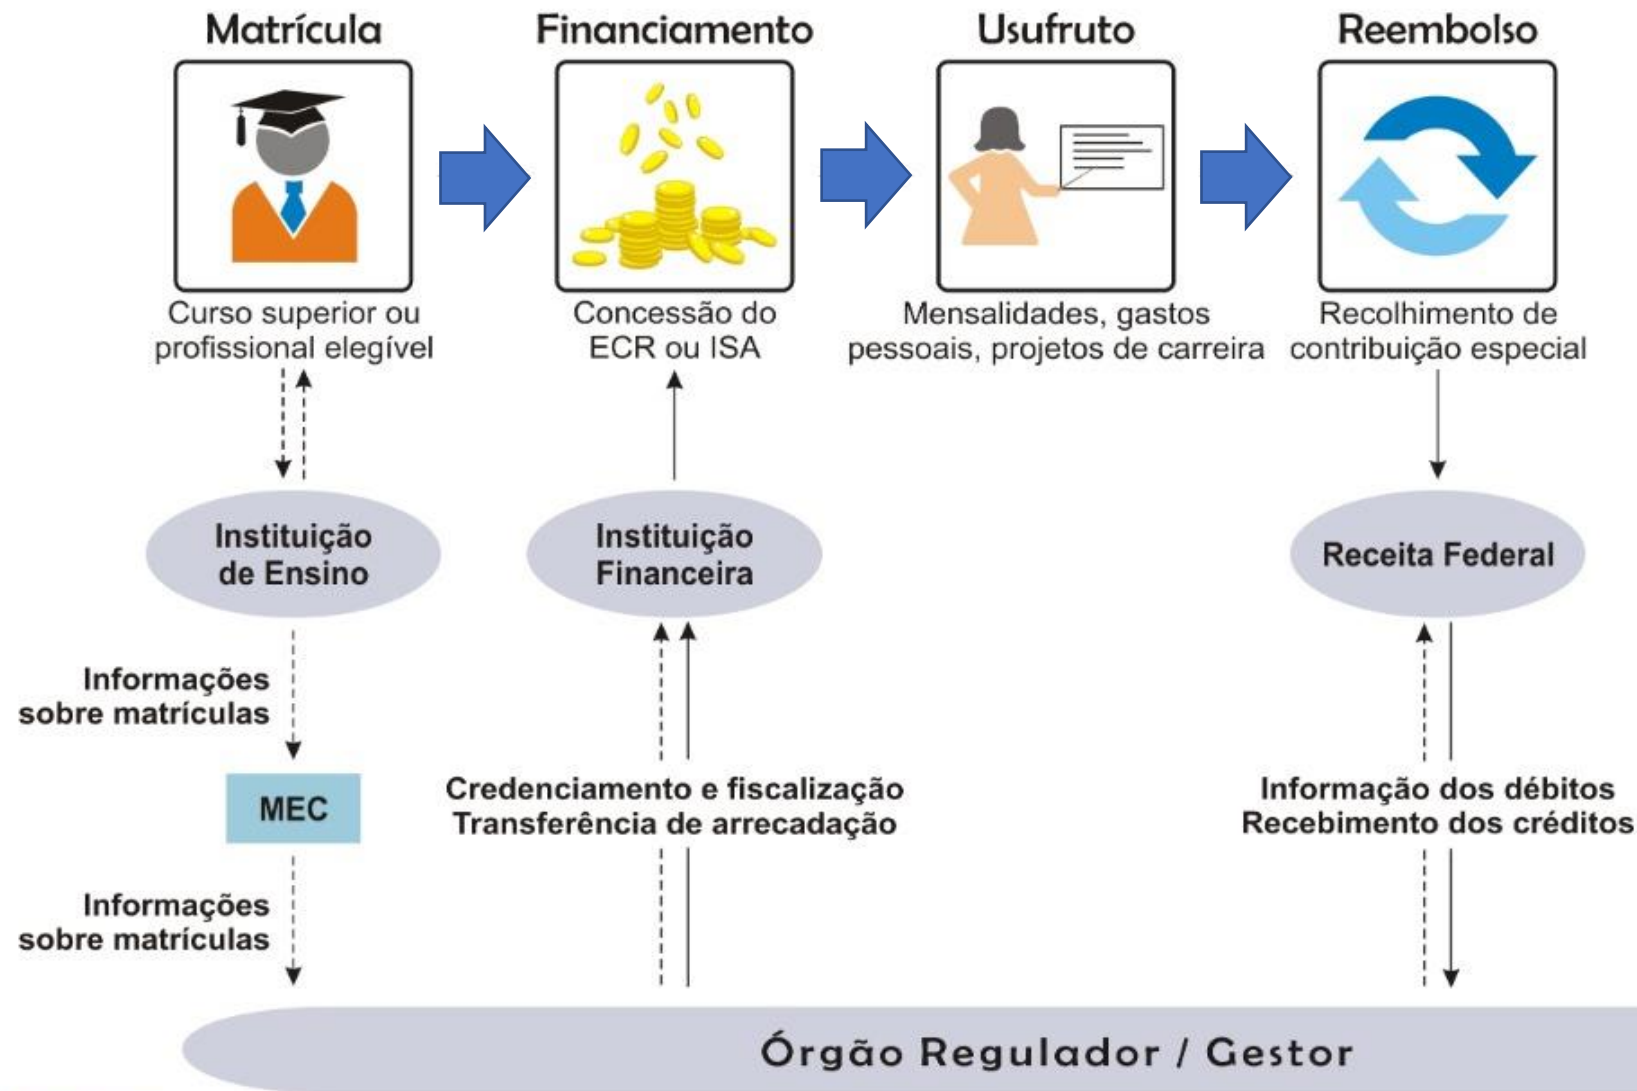 Matrícula
Financiamento
Usufruto
Reembolso
Curso superior ou
profissional elegível
Concessão do
ECR ou ISA
Mensalidades, gastos
pessoais, projetos de carreira
Recolhimento de
contribuição especial
Instituição
de Ensino
Instituição
Financeira
Receita Federal
Informações
sobre matrículas
MEC
Credenciamento e fiscalização
Transferência de arrecadação
Informação dos débitos
Recebimento dos créditos
Informações
sobre matrículas
Órgão Regulador / Gestor